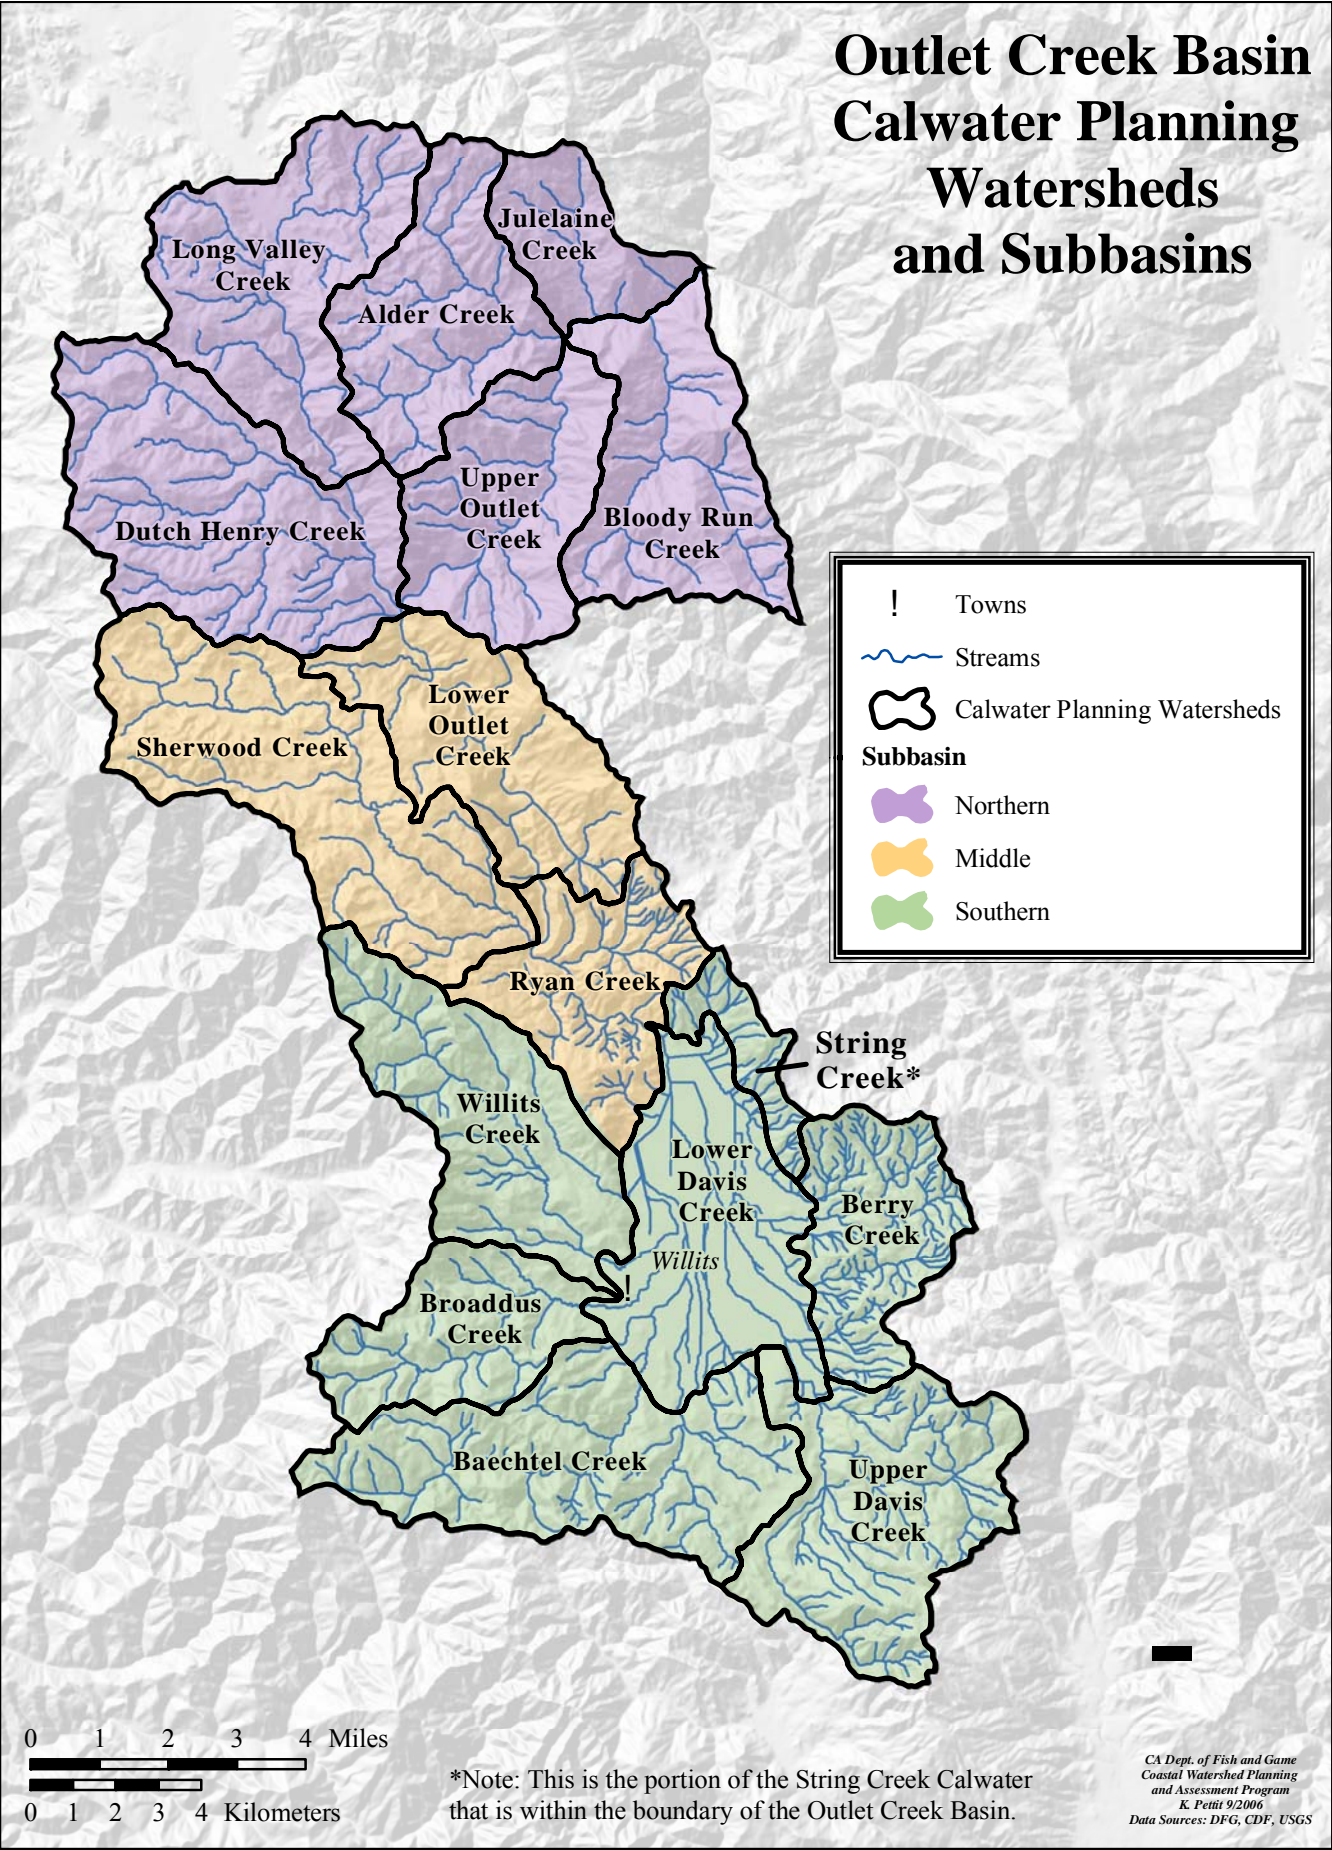 Outlet Creek Basin
Calwater Planning
Watersheds
and Subbasins
Julelaine
Creek
Long Valley
Creek
Alder Creek
Upper
Outlet
Creek
Bloody Run
Creek
Dutch Henry Creek
! Towns
Streams
Calwater Planning Watersheds
Subbasin
Northern
Middle
Southern
Lower
Outlet
Creek
Sherwood Creek
Ryan Creek
String
Creek*
Willits
Creek
Lower
Davis
Creek
Berry
Creek
Willits
!
Broaddus
Creek
Baechtel Creek
Upper
Davis
Creek
0 1 2 3 4 Miles
0 1 2 3 4 Kilometers
*Note: This is the portion of the String Creek Calwater
that is within the boundary of the Outlet Creek Basin.
CA Dept. of Fish and Game
Coastal Watershed Planning
and Assessment Program
K. Pettit 9/2006
Data Sources: DFG, CDF, USGS